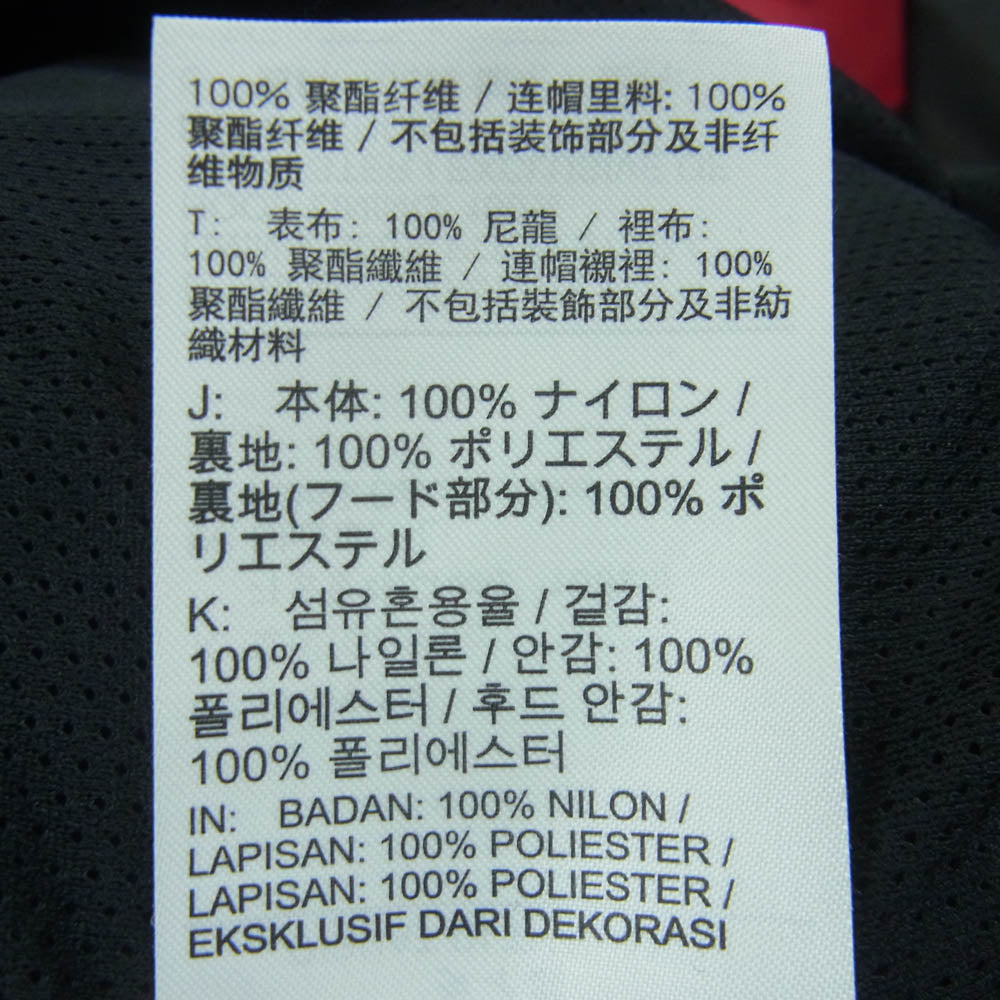 100% 聚酯纤维 / 连帽里料: 100%
聚酯纤维 / 不包括装饰部分及非纤
维物质
T: 表布: 100% 尼龍 / 裡布:
100% 聚酯纖維 / 連帽襯裡: 100%
聚酯纖維 / 不包括裝飾部分及非紡
織材料
J: 本体: 100% ナイロン /
裏地: 100% ポリエステル /
裏地(フード部分): 100% ポ
リエステル
K: 섬유혼용율 / 겉감:
100% 나일론 / 안감: 100%
폴리에스터 / 후드 안감:
100% 폴리에스터
IN: BADAN: 100% NILON /
LAPISAN: 100% POLIESTER /
LAPISAN: 100% POLIESTER /
EKSKLUSIF DARI DEKORASI